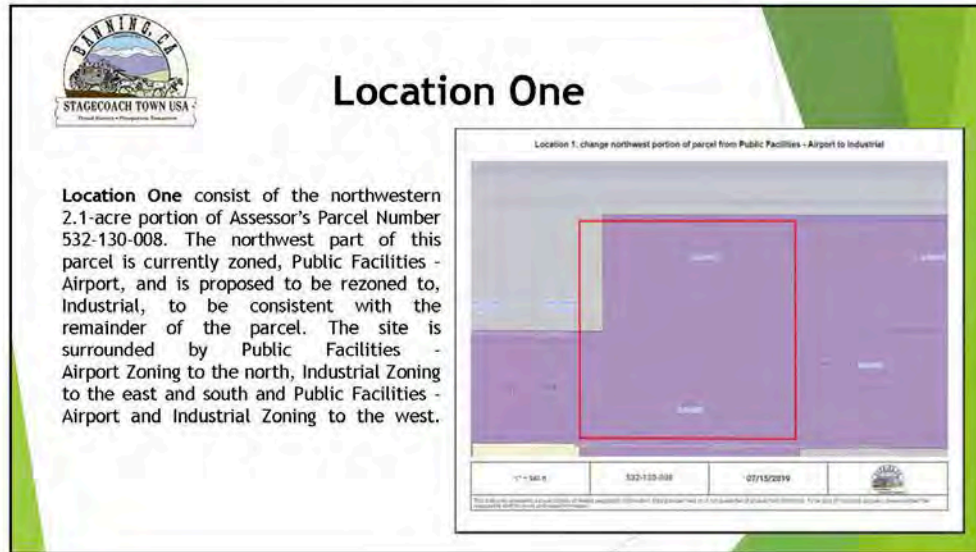 BANNING, CA
STAGECOACH TOWN USA
Location One
Location One consist of the northwestern
2.1-acre portion of Assessor's Parcel Number
532-130-008. The northwest part of this
parcel is currently zoned, Public Facilities -
Airport, and is proposed to be rezoned to,
Industrial, to be consistent with the
remainder of the parcel. The site is
surrounded by Public Facilities -
Airport Zoning to the north, Industrial Zoning
to the east and south and Public Facilities -
Airport and Industrial Zoning to the west.
Location 1, change northwest portion of parcel from Public Facilities - Airport to Industrial
532-130-008
07/15/2019